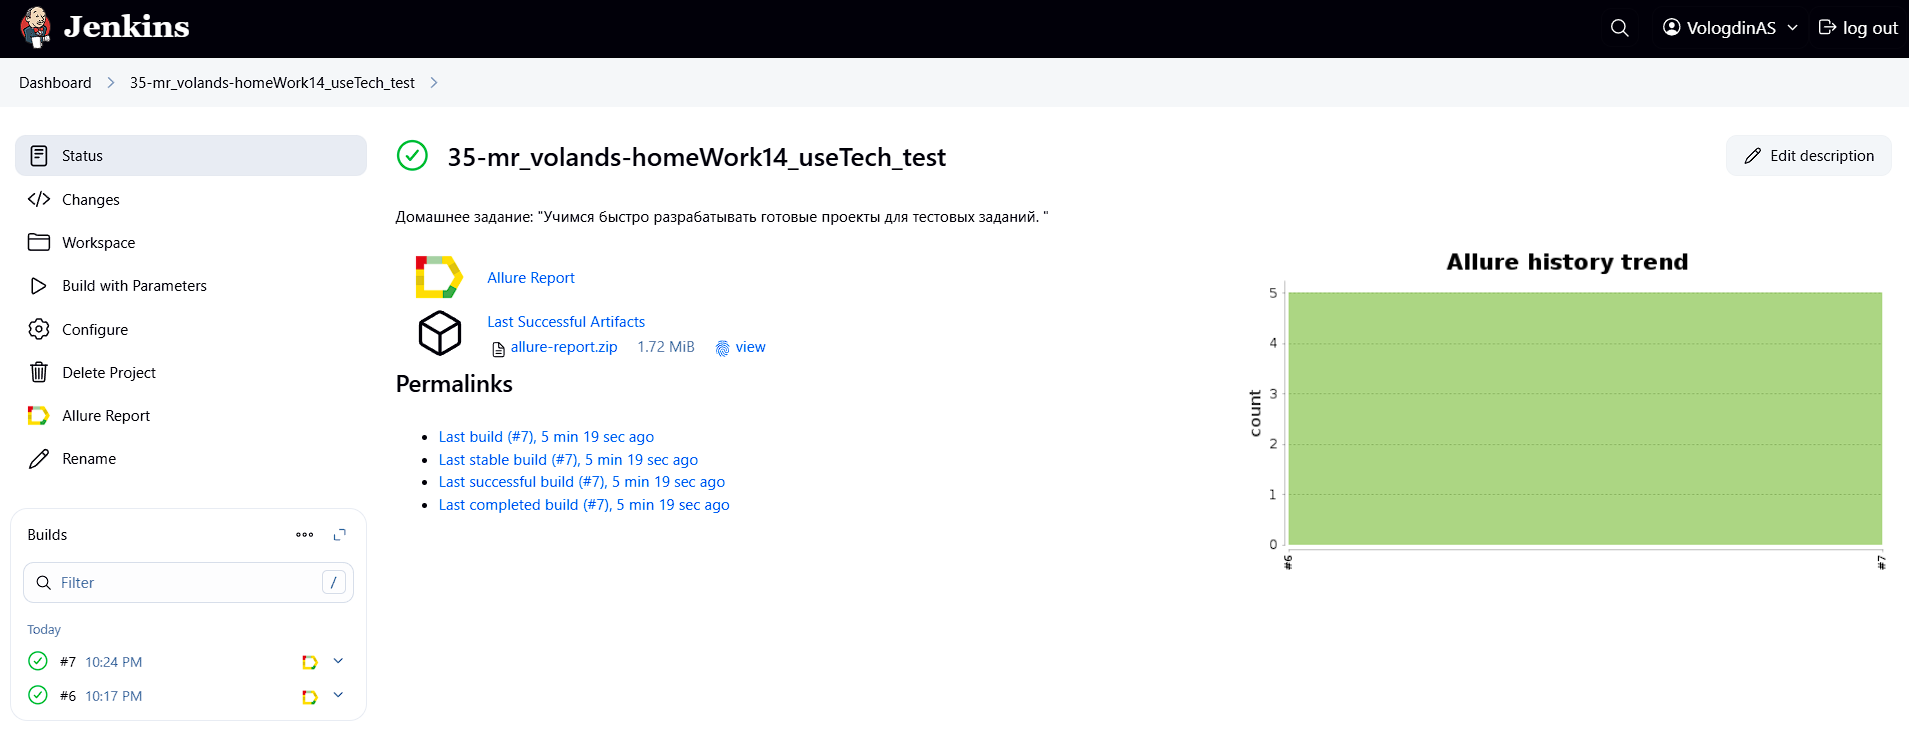 Jenkins
VologdinAS
log out
Dashboard
35-mr_volands-homeWork14_useTech_test
Status
Changes
Workspace
Build with Parameters
Configure
Delete Project
Allure Report
Rename
Builds
Filter
/
Today
#7 10:24 PM
#6 10:17 PM
35-mr_volands-homeWork14_useTech_test
Edit description
Домашнее задание: "Учимся быстро разрабатывать готовые проекты для тестовых заданий. "
Allure Report
Last Successful Artifacts
allure-report.zip 1.72 MiB view
Permalinks
Last build (#7), 5 min 19 sec ago
Last stable build (#7), 5 min 19 sec ago
Last successful build (#7), 5 min 19 sec ago
Last completed build (#7), 5 min 19 sec ago
Allure history trend
count
5
4
3
2
1
0
#6
#7